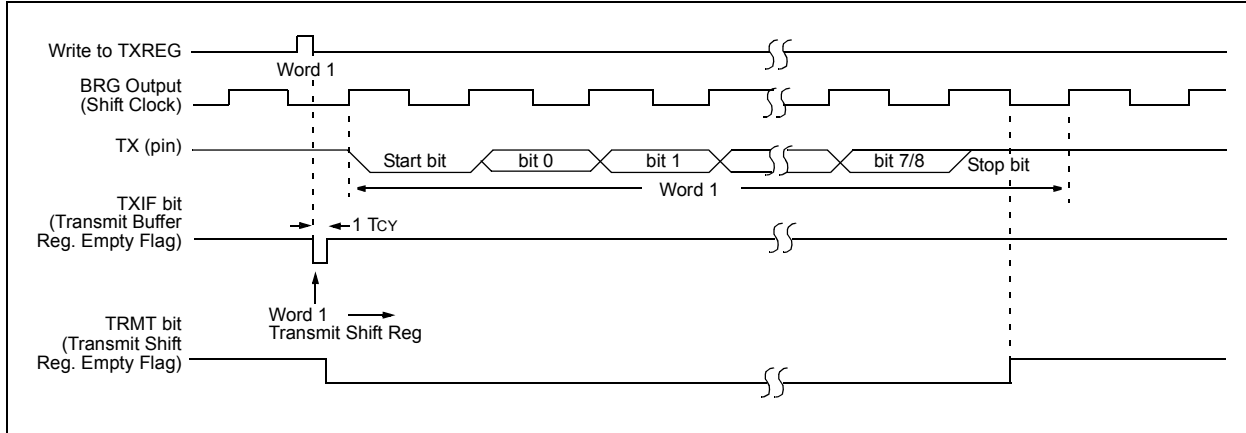 Write to TXREG
Word 1
BRG Output
(Shift Clock)
TX (pin)
Start bit
bit 0
bit 1
bit 7/8
Stop bit
Word 1
TXIF bit
(Transmit Buffer
Reg. Empty Flag)
1 TCY
Word 1
Transmit Shift Reg
TRMT bit
(Transmit Shift
Reg. Empty Flag)